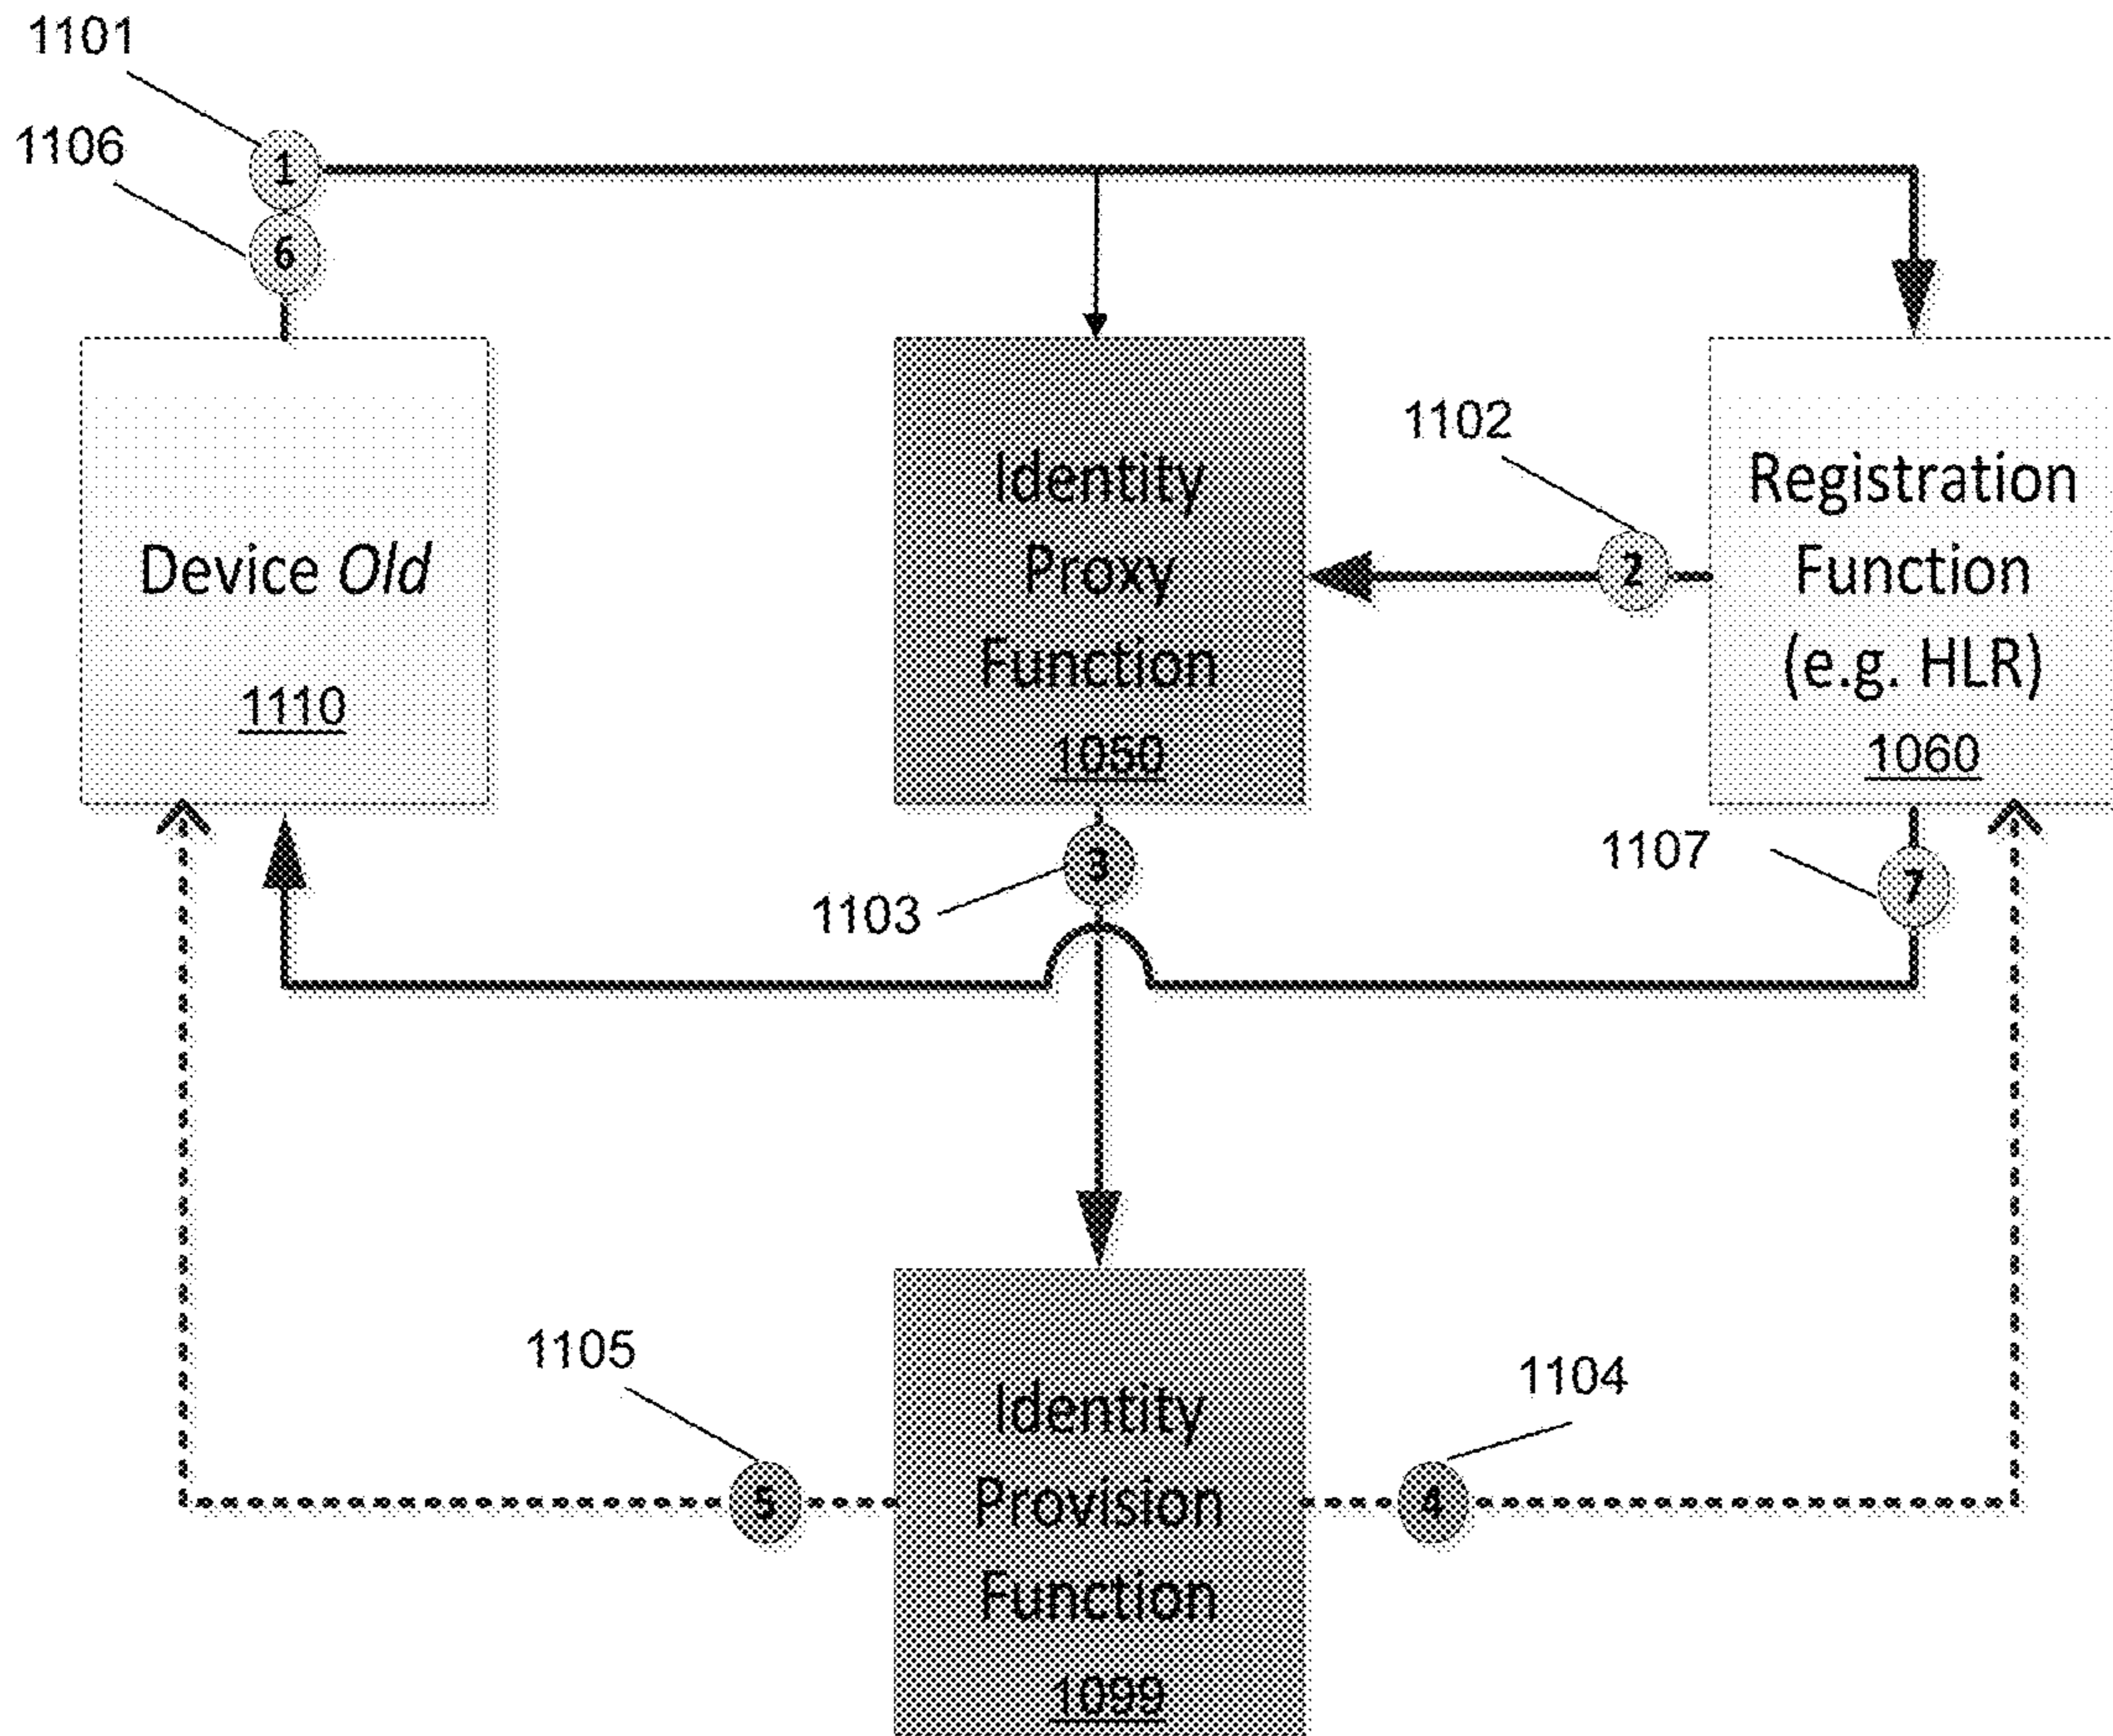 1101
1106
1
6
Device Old
1110
Identity
Proxy
Function
1050
1102
2
Registration
Function
(e.g. HLR)
1060
1103
3
1107
7
1105
5
Identity
Provision
Function
1099
1104
4